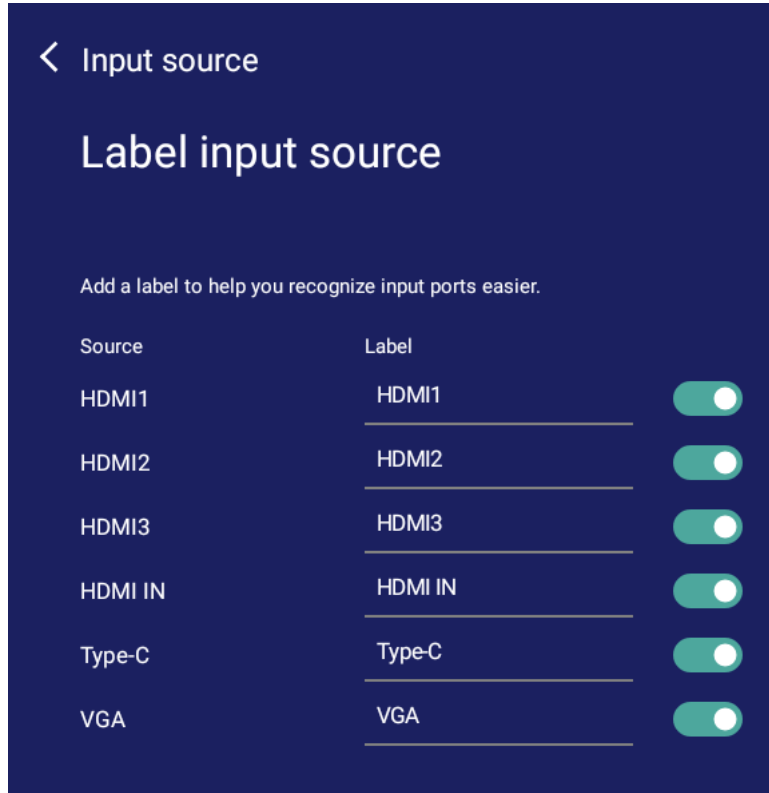 Input source
Label input source
Add a label to help you recognize input ports easier.
Source Label
HDMI1 HDMI1
HDMI2 HDMI2
HDMI3 HDMI3
HDMI IN HDMI IN
Type-C Type-C
VGA VGA